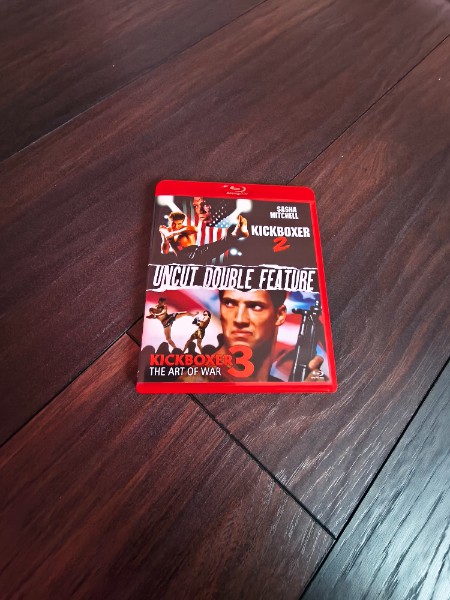 SASHA
MITCHELL
KICKBOXER
2
UNCUT DOUBLE FEATURE
KICKBOXER 3
THE ART OF WAR